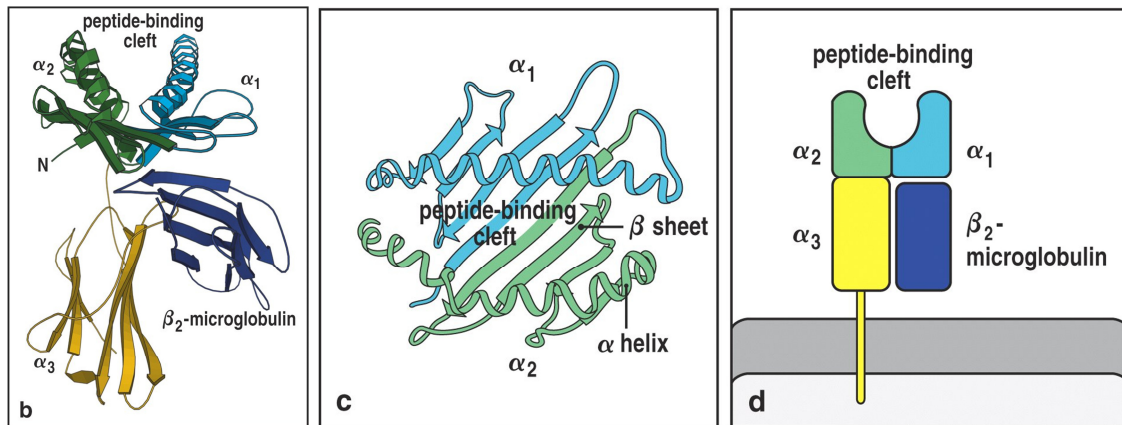 peptide-binding
cleft
α2
α1
N
β2-microglobulin
α3
b
α1
peptide-binding
cleft
β sheet
α helix
α2
c
peptide-binding
cleft
α2
α1
α3
β2-
microglobulin
d